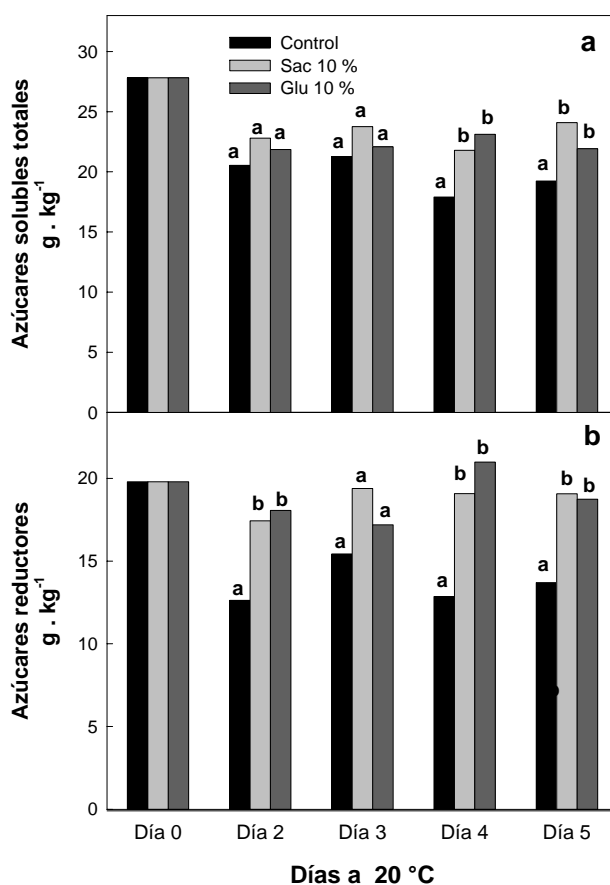 Control
Sac 10 %
Glu 10 %
a
30
25
20
15
10
5
0
Azúcares solubles totales
g . kg-1
a a a
a a a
a b b
a b b
b
20
15
10
5
0
Azúcares reductores
g . kg-1
a b b
a a a
a b b
a b b
Día 0 Día 2 Día 3 Día 4 Día 5
Días a 20 °C